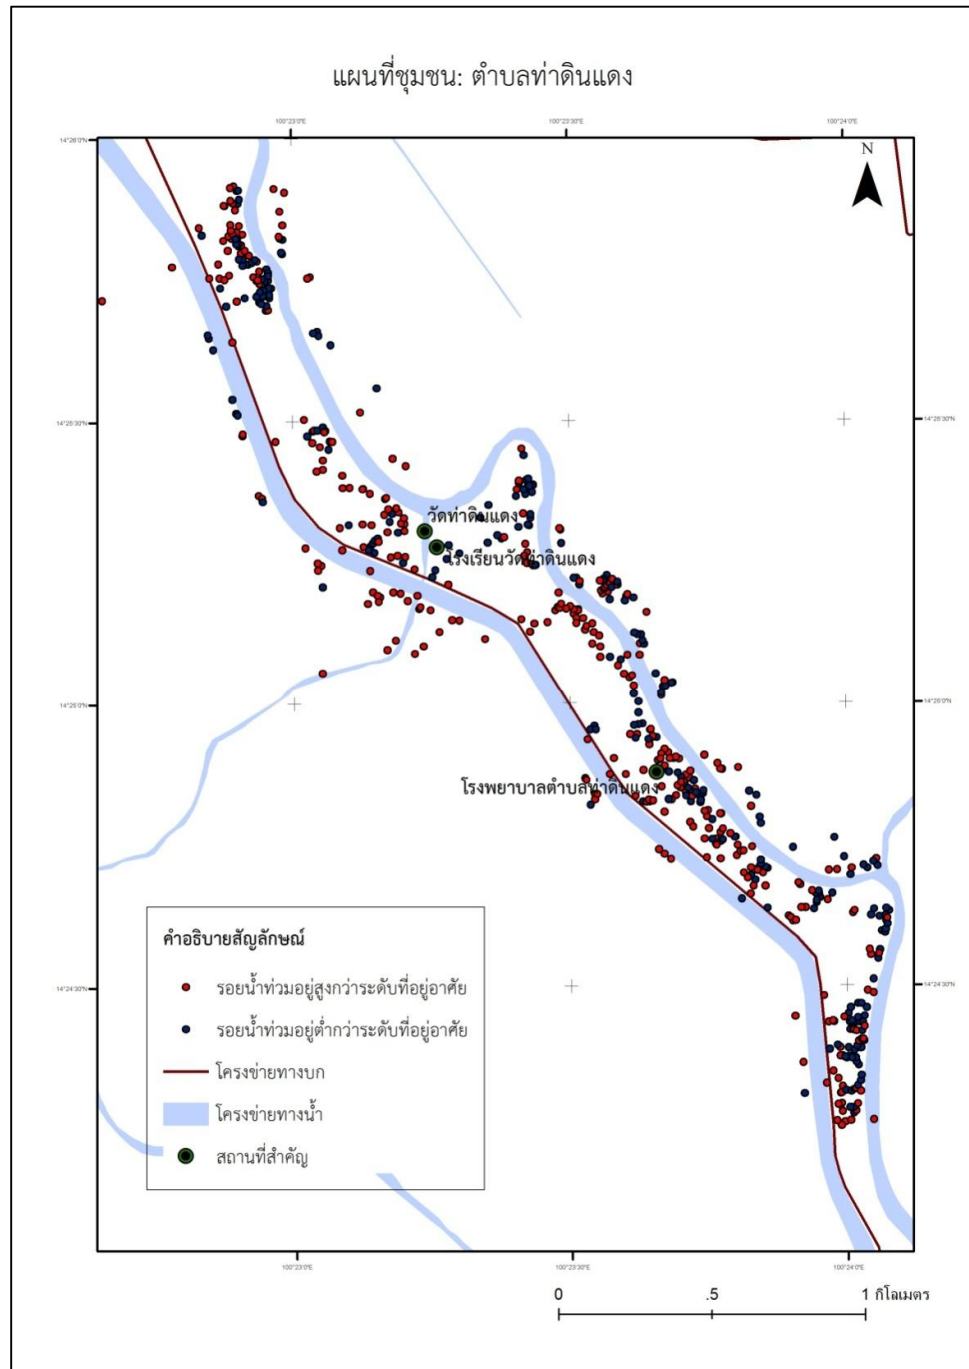 แผนที่ชุมชน: ตำบลท่าดินแดง
100°23'0"E
100°23'30"E
100°24'0"E
14°26'0"N
N
14°25'30"N
14°25'30"N
วัดท่าดินแดง
โรงเรียนวัดท่าดินแดง
14°25'0"N
14°25'0"N
โรงพยาบาลตำบลท่าดินแดง
คำอธิบายสัญลักษณ์
รอยน้ำท่วมอยู่สูงกว่าระดับที่อยู่อาศัย
14°24'30"N
14°24'30"N
รอยน้ำท่วมอยู่ต่ำกว่าระดับที่อยู่อาศัย
โครงข่ายทางบก
โครงข่ายทางน้ำ
สถานที่สำคัญ
100°23'0"E
100°23'30"E
100°24'0"E
0 .5 1 กิโลเมตร